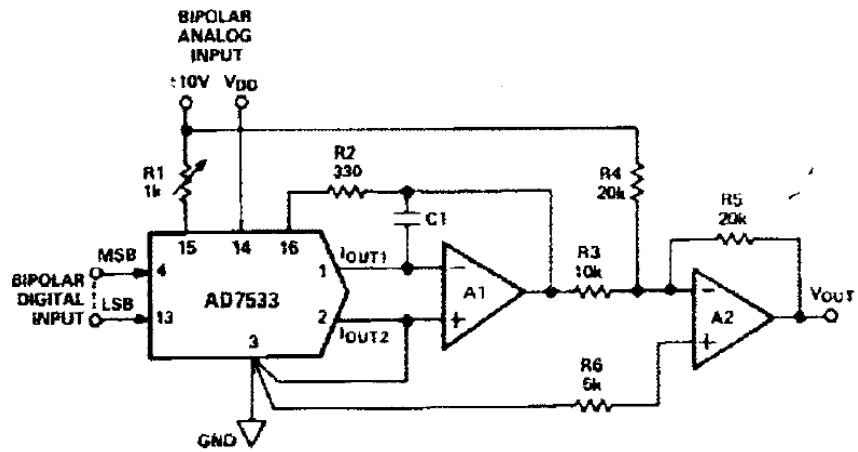 BIPOLAR
ANALOG
INPUT
±10V
VDD
R1
1k
R2
330
R4
20k
R5
20k
C1
15
14
16
MSB
4
BIPOLAR
DIGITAL
INPUT
LSB
13
AD7533
1
IOUT1
2
IOUT2
3
−
A1
+
R3
10k
−
A2
+
VOUT
R6
5k
GND